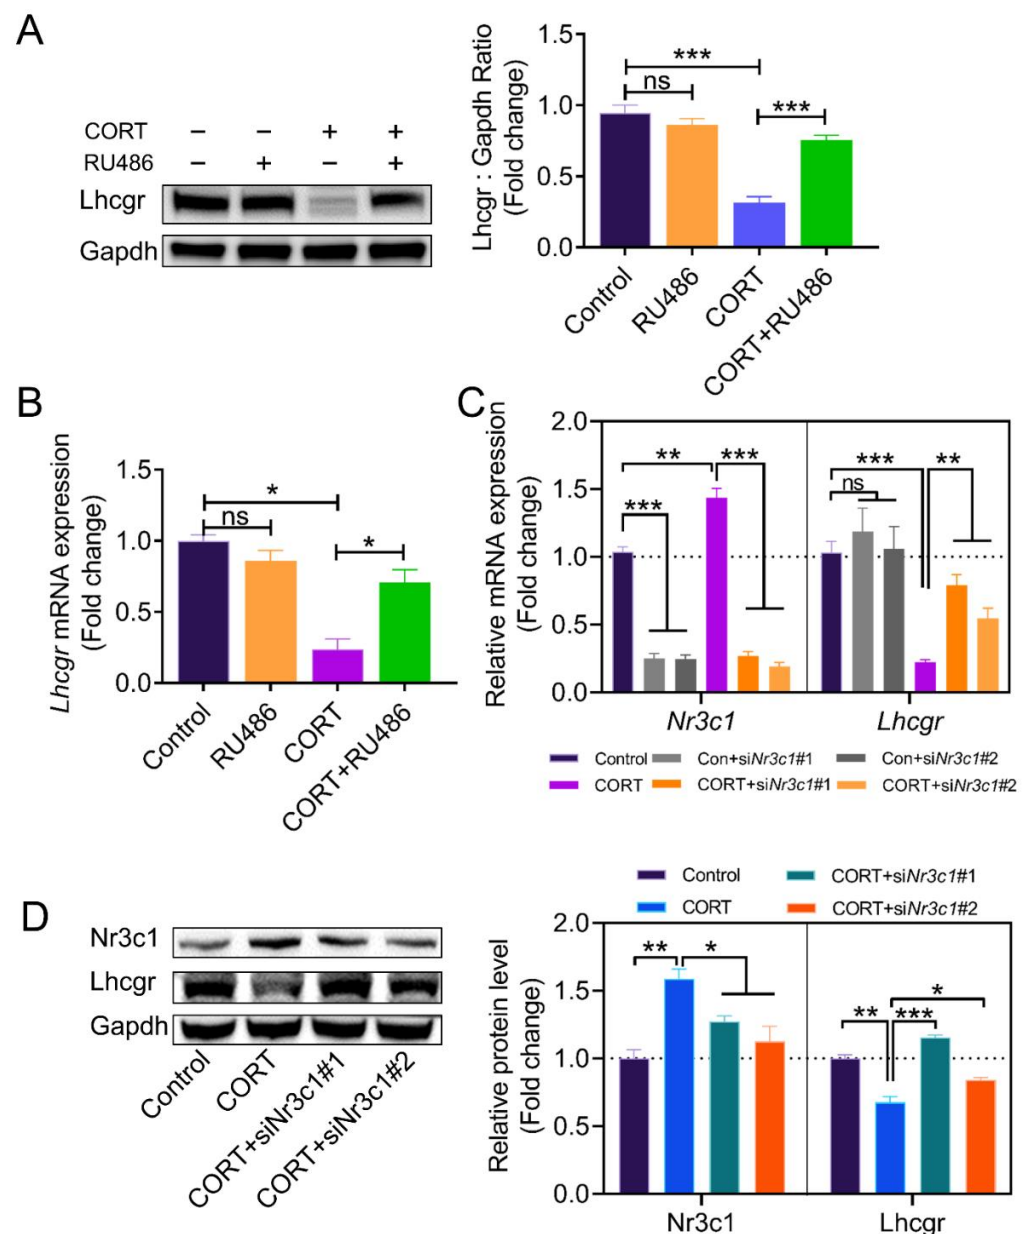 A
CORT – – + +
RU486 – + – +
Lhcgr
Gapdh
Lhcgr : Gapdh Ratio
(Fold change)
1.5
1.0
0.5
0.0
***
ns
***
Control
RU486
CORT
CORT+RU486
B
Lhcgr mRNA expression
(Fold change)
1.5
1.0
0.5
0.0
*
ns
*
Control
RU486
CORT
CORT+RU486
C
Relative mRNA expression
(Fold change)
2.0
1.5
1.0
0.5
0.0
** ***
***
*** **
ns
Nr3c1 Lhcgr
Control Con+siNr3c1#1 Con+siNr3c1#2
CORT CORT+siNr3c1#1 CORT+siNr3c1#2
D
Nr3c1
Lhcgr
Gapdh
Control
CORT
CORT+siNr3c1#1
CORT+siNr3c1#2
Control CORT+siNr3c1#1
CORT CORT+siNr3c1#2
Relative protein level
(Fold change)
2.0
1.5
1.0
0.5
0.0
** *
*
** ***
Nr3c1 Lhcgr